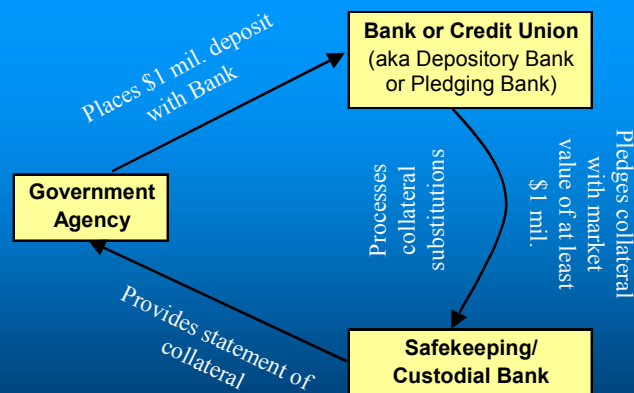 Bank or Credit Union
(aka Depository Bank
or Pledging Bank)
Places $1 mil. deposit
with Bank
Government
Agency
Processes
collateral
substitutions
Pledges collateral
with market
value of at least
$1 mil.
Provides statement of
collateral
Safekeeping/
Custodial Bank